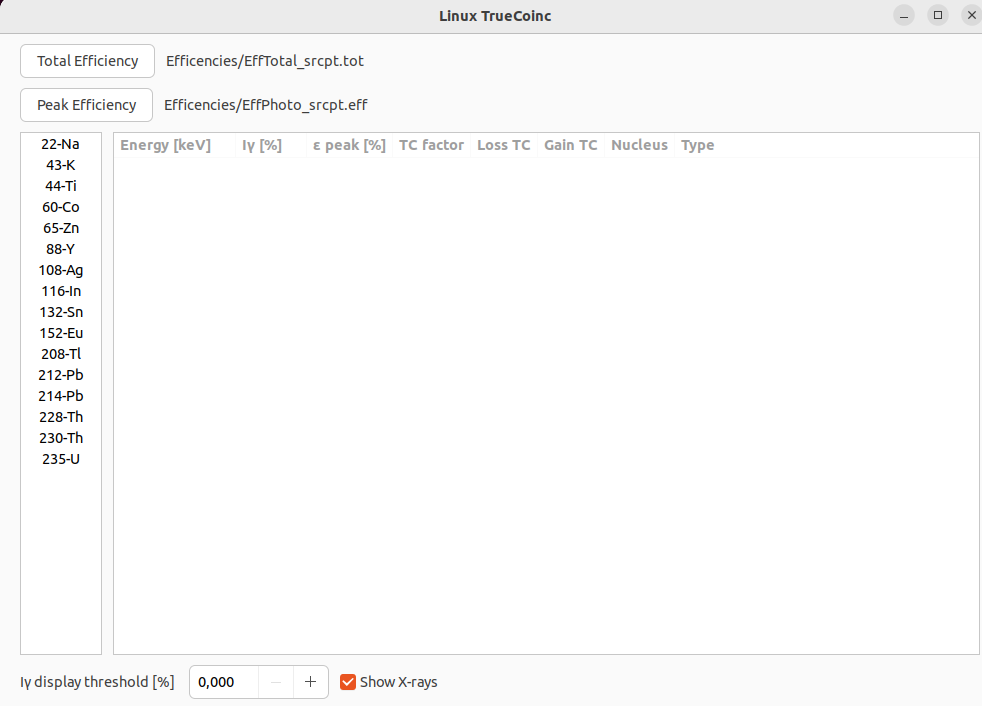 Linux TrueCoinc
Total Efficiency Efficencies/EffTotal_srcpt.tot
Peak Efficiency Efficencies/EffPhoto_srcpt.eff
Energy [keV] Iγ [%] ε peak [%] TC factor Loss TC Gain TC Nucleus Type
22-Na
43-K
44-Ti
60-Co
65-Zn
88-Y
108-Ag
116-In
132-Sn
152-Eu
208-Tl
212-Pb
214-Pb
228-Th
230-Th
235-U
Iγ display threshold [%] 0,000 − + Show X-rays